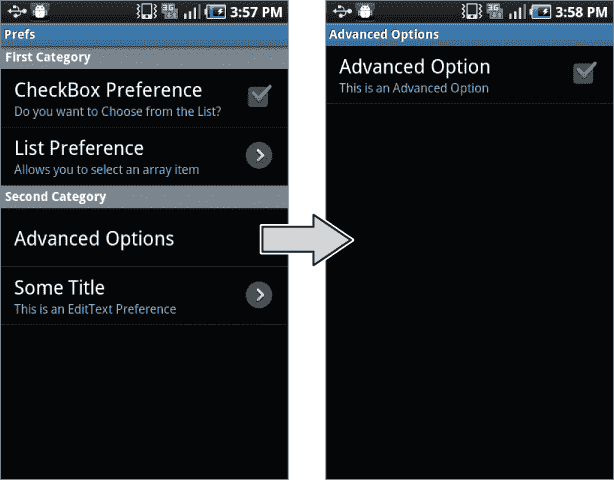 3:57 PM
Prefs
First Category
CheckBox Preference
Do you want to Choose from the List?
List Preference
Allows you to select an array item
Second Category
Advanced Options
Some Title
This is an EditText Preference
3:58 PM
Advanced Options
Advanced Option
This is an Advanced Option